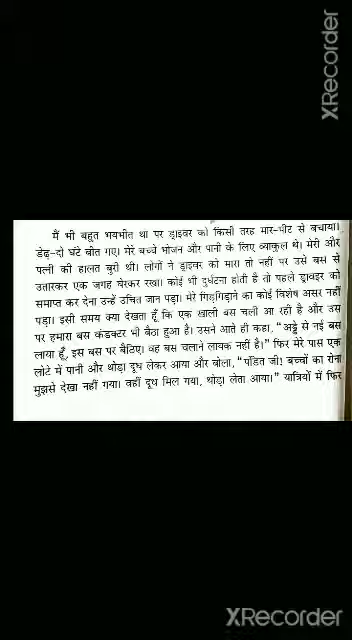 XRecorder
मैं भी बहुत भयभीत था पर ड्राइवर को किसी तरह मार-पीट से बचाया।
डेढ़-दो घंटे बीत गए। मेरे बच्चे भोजन और पानी के लिए व्याकुल थे। मेरी और
पत्नी की हालत बुरी थी। लोगों ने ड्राइवर को मारा तो नहीं पर उसे बस से
उतारकर एक जगह घेरकर रखा। कोई भी दुर्घटना होती है तो पहले ड्राइवर को
समाप्त कर देना उन्हें उचित जान पड़ा। मेरे गिड़गिड़ाने का कोई विशेष असर नहीं
पड़ा। इसी समय क्या देखता हूँ कि एक खाली बस चली आ रही है और उस
पर हमारा बस कंडक्टर भी बैठा हुआ है। उसने आते ही कहा, “अड्डे से नई बस
लाया हूँ, इस बस पर बैठिए। वह बस चलाने लायक नहीं है।” फिर मेरे पास एक
लोटे में पानी और थोड़ा दूध लेकर आया और बोला, “पंडित जी! बच्चों का रोना
मुझसे देखा नहीं गया। वहीं दूध मिल गया, थोड़ा लेता आया।” यात्रियों में फिर
XRecorder